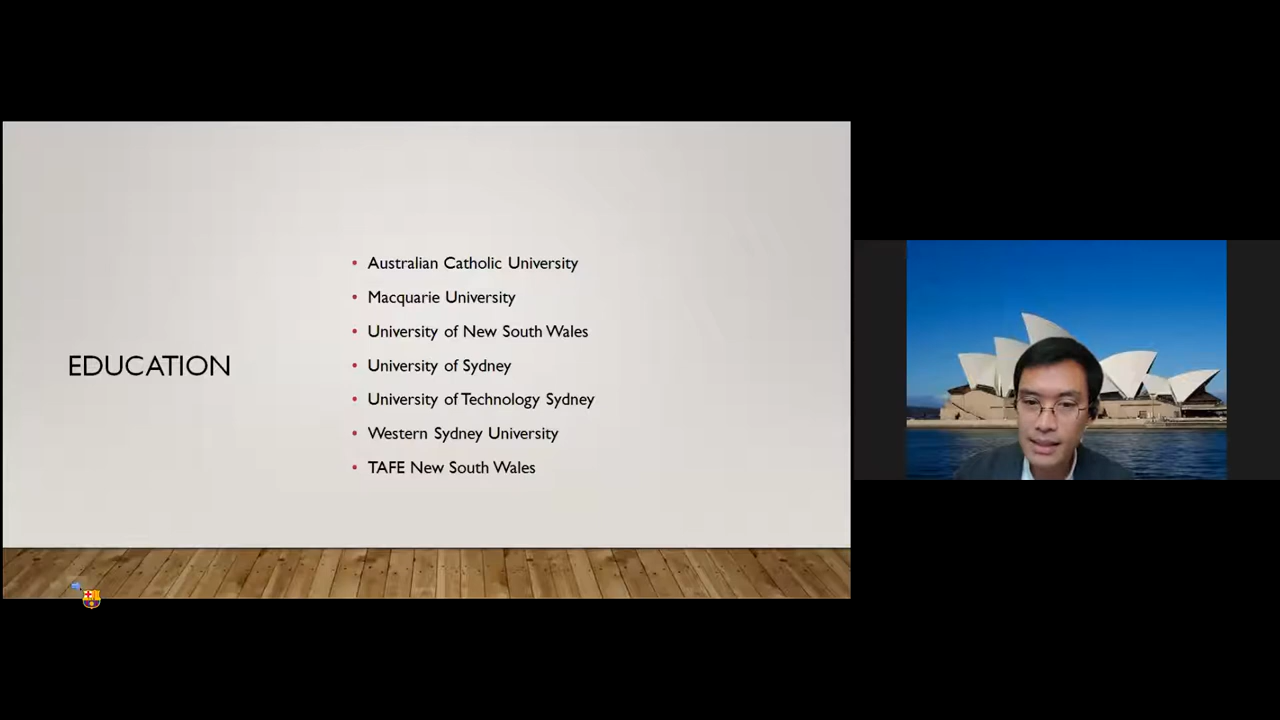 EDUCATION
Australian Catholic University
Macquarie University
University of New South Wales
University of Sydney
University of Technology Sydney
Western Sydney University
TAFE New South Wales